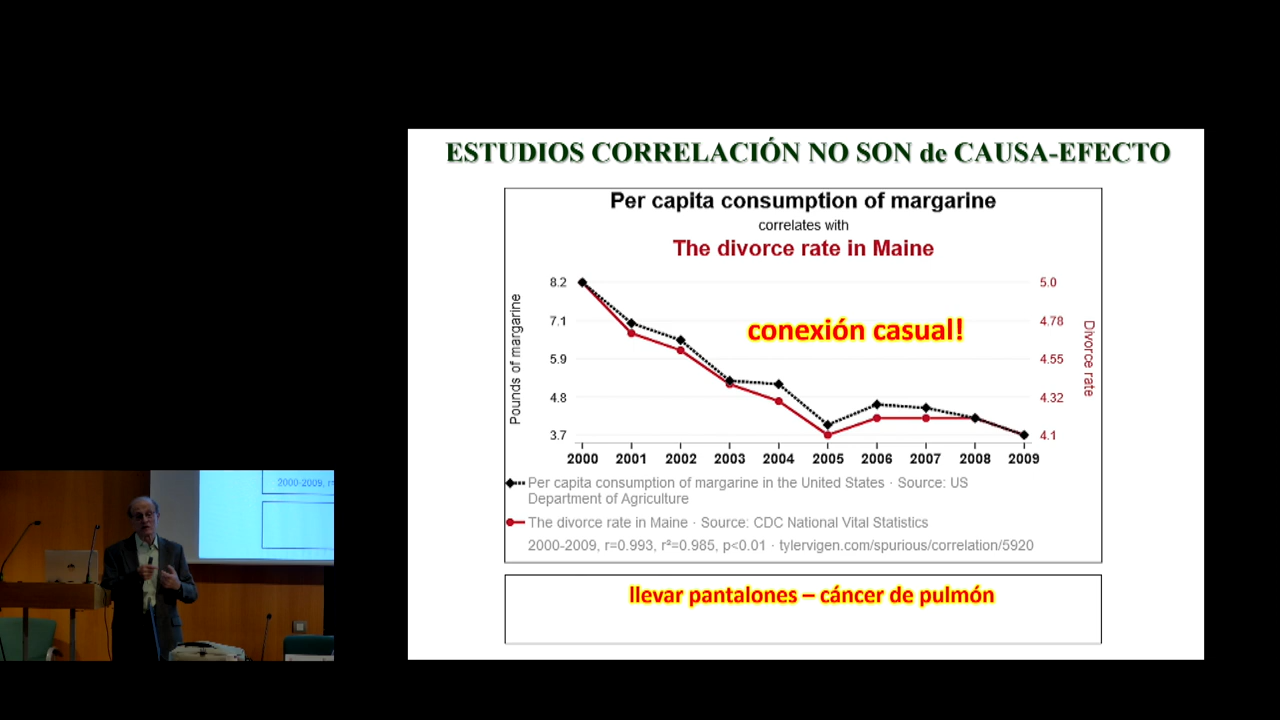 ESTUDIOS CORRELACIÓN NO SON de CAUSA-EFECTO
Per capita consumption of margarine
correlates with
The divorce rate in Maine
Pounds of margarine
8.2
7.1
5.9
4.8
3.7
conexión casual!
5.0
4.78
4.55
4.32
4.1
Divorce rate
2000 2001 2002 2003 2004 2005 2006 2007 2008 2009
Per capita consumption of margarine in the United States · Source: US
Department of Agriculture
The divorce rate in Maine · Source: CDC National Vital Statistics
2000-2009, r=0.993, r²=0.985, p<0.01 · tylervigen.com/spurious/correlation/5920
llevar pantalones – cáncer de pulmón
2000-2009, r=